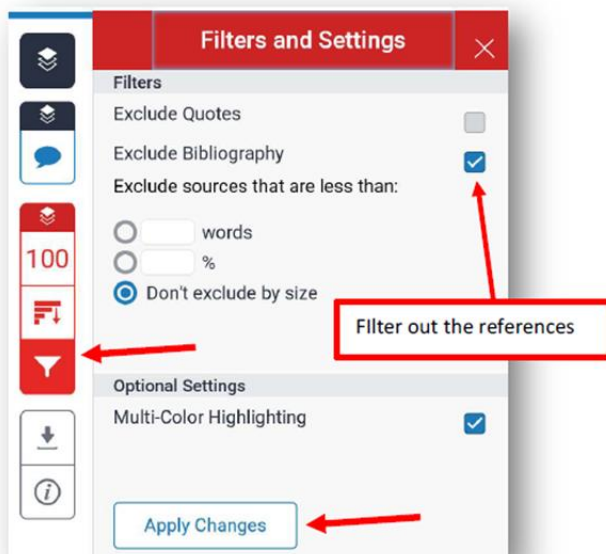 Filters and Settings
Filters
Exclude Quotes
Exclude Bibliography
Exclude sources that are less than:
words
100
%
Don't exclude by size
FIlter out the references
Optional Settings
Multi-Color Highlighting
i
Apply Changes